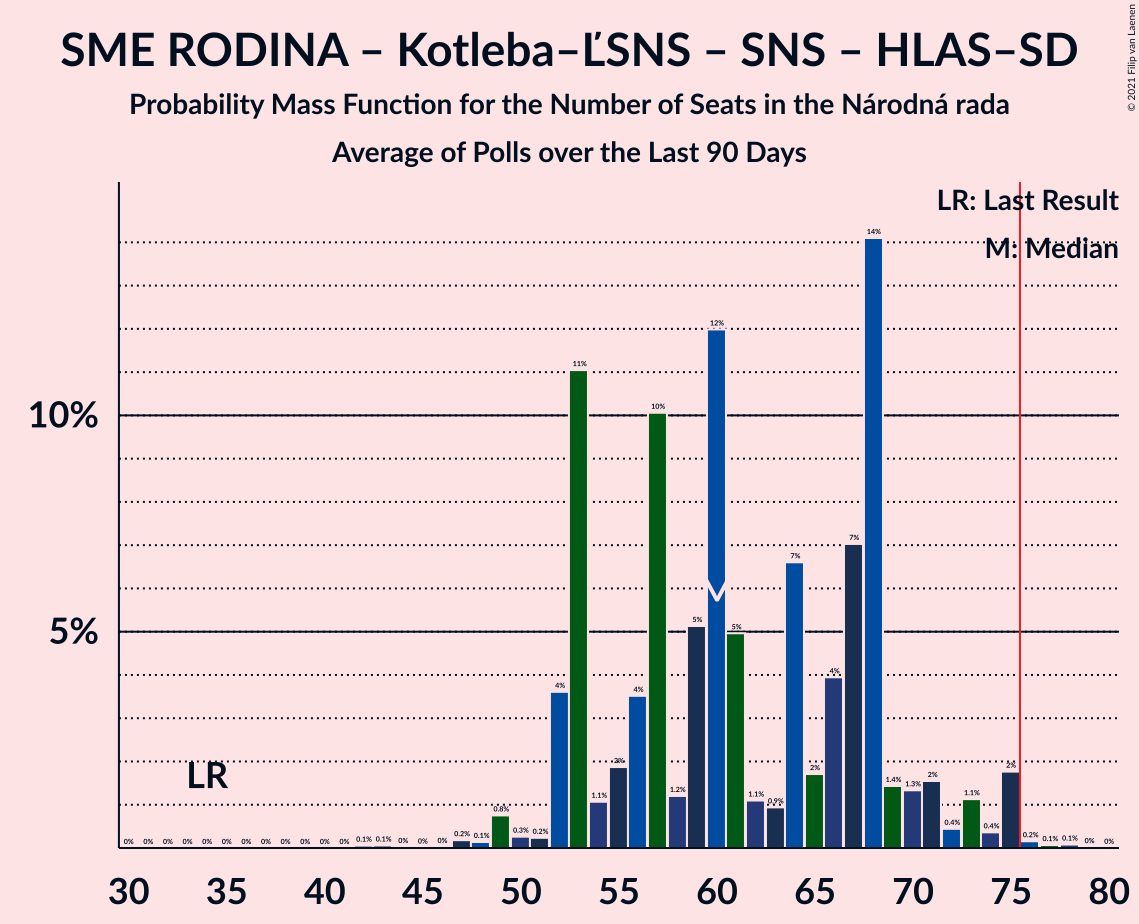 SME RODINA – Kotleba–ĽSNS – SNS – HLAS–SD
Probability Mass Function for the Number of Seats in the Národná rada
Average of Polls over the Last 90 Days
© 2021 Filip van Laenen
LR: Last Result
M: Median
10%
5%
LR
M
0% 0% 0% 0% 0% 0% 0% 0% 0% 0% 0% 0% 0.1% 0.1% 0% 0% 0% 0.2% 0.1% 0.8% 0.3% 0.2% 4% 11% 1.1% 2% 4% 10% 1.2% 5% 12% 5% 1.1% 0.9% 7% 2% 4% 7% 14% 1.4% 1.3% 2% 0.4% 1.1% 0.4% 2% 0.2% 0.1% 0.1% 0% 0%
30 35 40 45 50 55 60 65 70 75 80